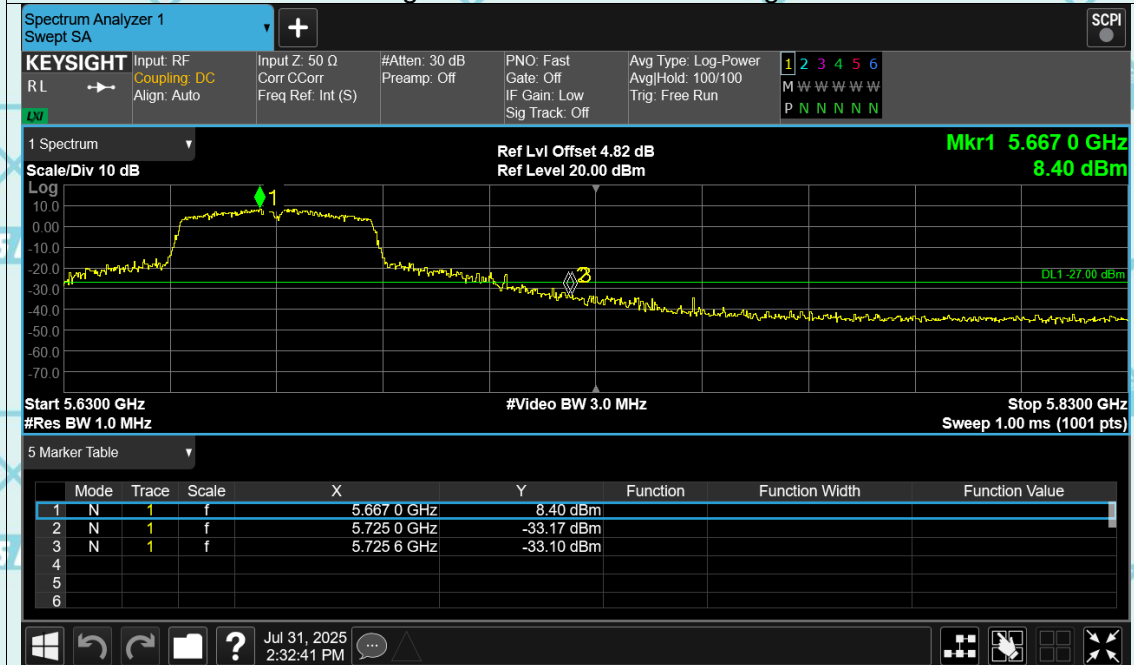 Spectrum Analyzer 1
Swept SA
+
SCPI
KEYSIGHT
RL
LXI
Input: RF
Coupling: DC
Align: Auto
Input Z: 50 Ω
Corr CCorr
Freq Ref: Int (S)
#Atten: 30 dB
Preamp: Off
PNO: Fast
Gate: Off
IF Gain: Low
Sig Track: Off
Avg Type: Log-Power
Avg|Hold: 100/100
Trig: Free Run
1 2 3 4 5 6
M W W W W W
P N N N N N
1 Spectrum
Scale/Div 10 dB
Ref Lvl Offset 4.82 dB
Ref Level 20.00 dBm
Mkr1 5.667 0 GHz
8.40 dBm
Log
10.0
0.00
-10.0
-20.0
-30.0
-40.0
-50.0
-60.0
-70.0
1
DL1 -27.00 dBm
Start 5.6300 GHz
#Video BW 3.0 MHz
Stop 5.8300 GHz
#Res BW 1.0 MHz
Sweep 1.00 ms (1001 pts)
5 Marker Table
Mode Trace Scale X Y Function Function Width Function Value
1 N 1 f 5.667 0 GHz 8.40 dBm
2 N 1 f 5.725 0 GHz -33.17 dBm
3 N 1 f 5.725 6 GHz -33.10 dBm
4
5
6
?
Jul 31, 2025
2:32:41 PM